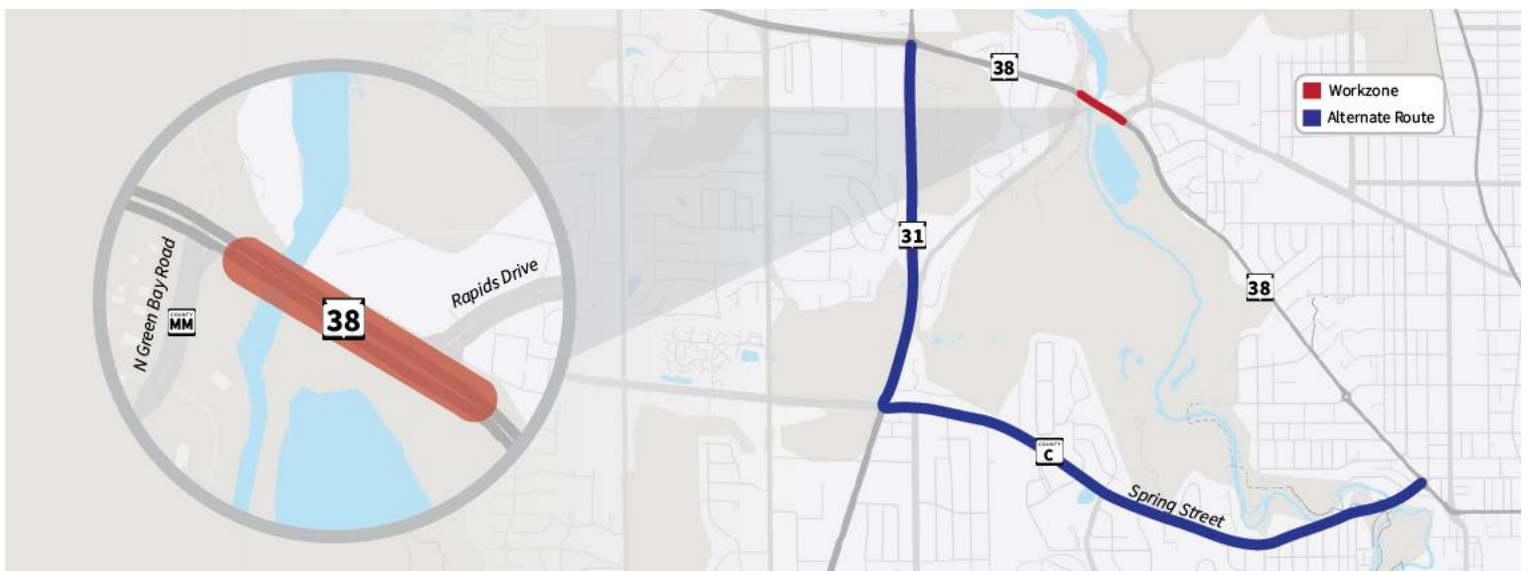 N Green Bay Road
COUNTY
MM
38
Rapids Drive
38
31
38
COUNTY
C
Spring Street
Workzone
Alternate Route